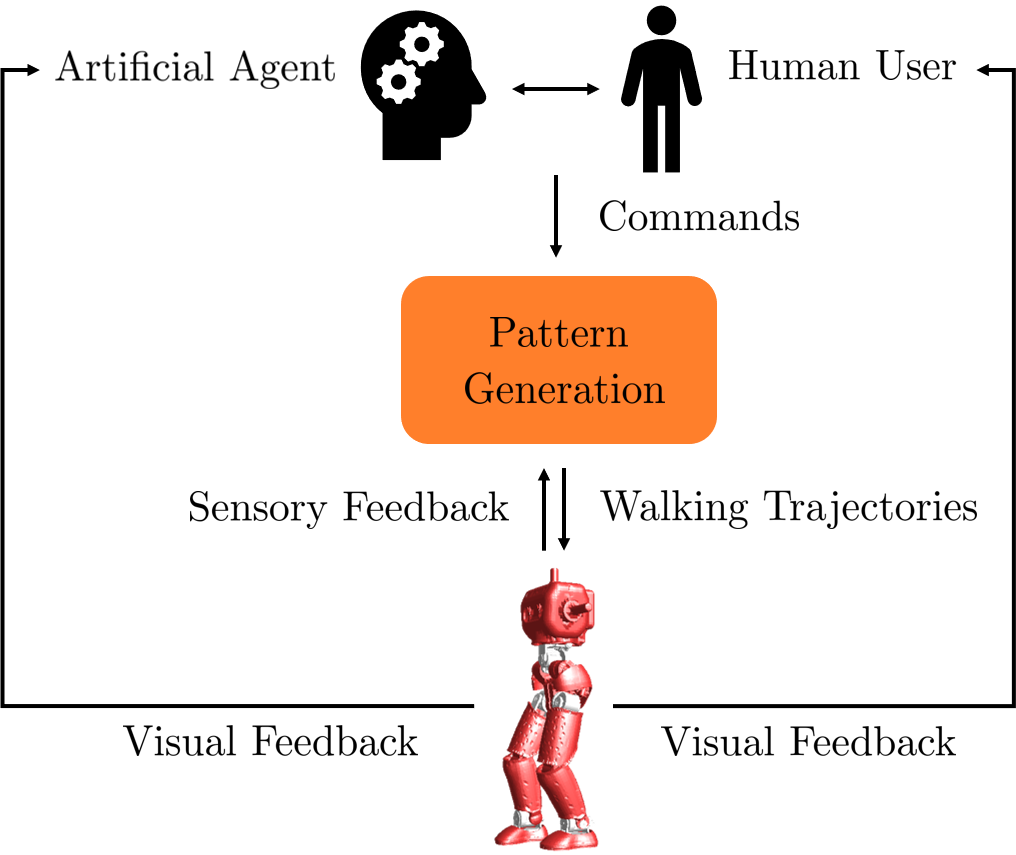 Artificial Agent
Human User
Commands
Pattern
Generation
Sensory Feedback
Walking Trajectories
Visual Feedback
Visual Feedback